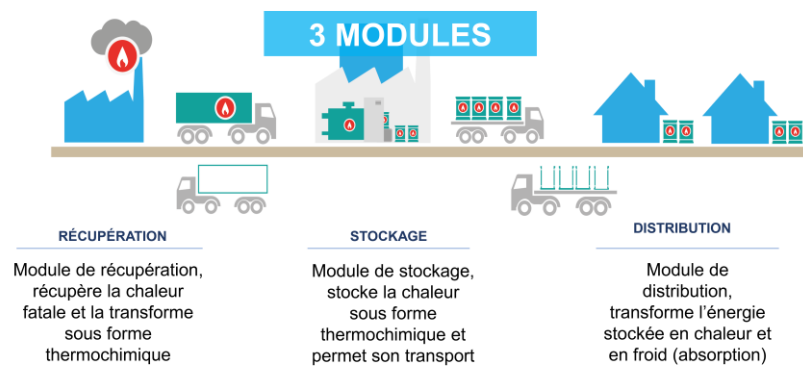 3 MODULES
RÉCUPÉRATION
Module de récupération,
récupère la chaleur
fatale et la transforme
sous forme
thermochimique
STOCKAGE
Module de stockage,
stocke la chaleur
sous forme
thermochimique et
permet son transport
DISTRIBUTION
Module de
distribution,
transforme l’énergie
stockée en chaleur et
en froid (absorption)